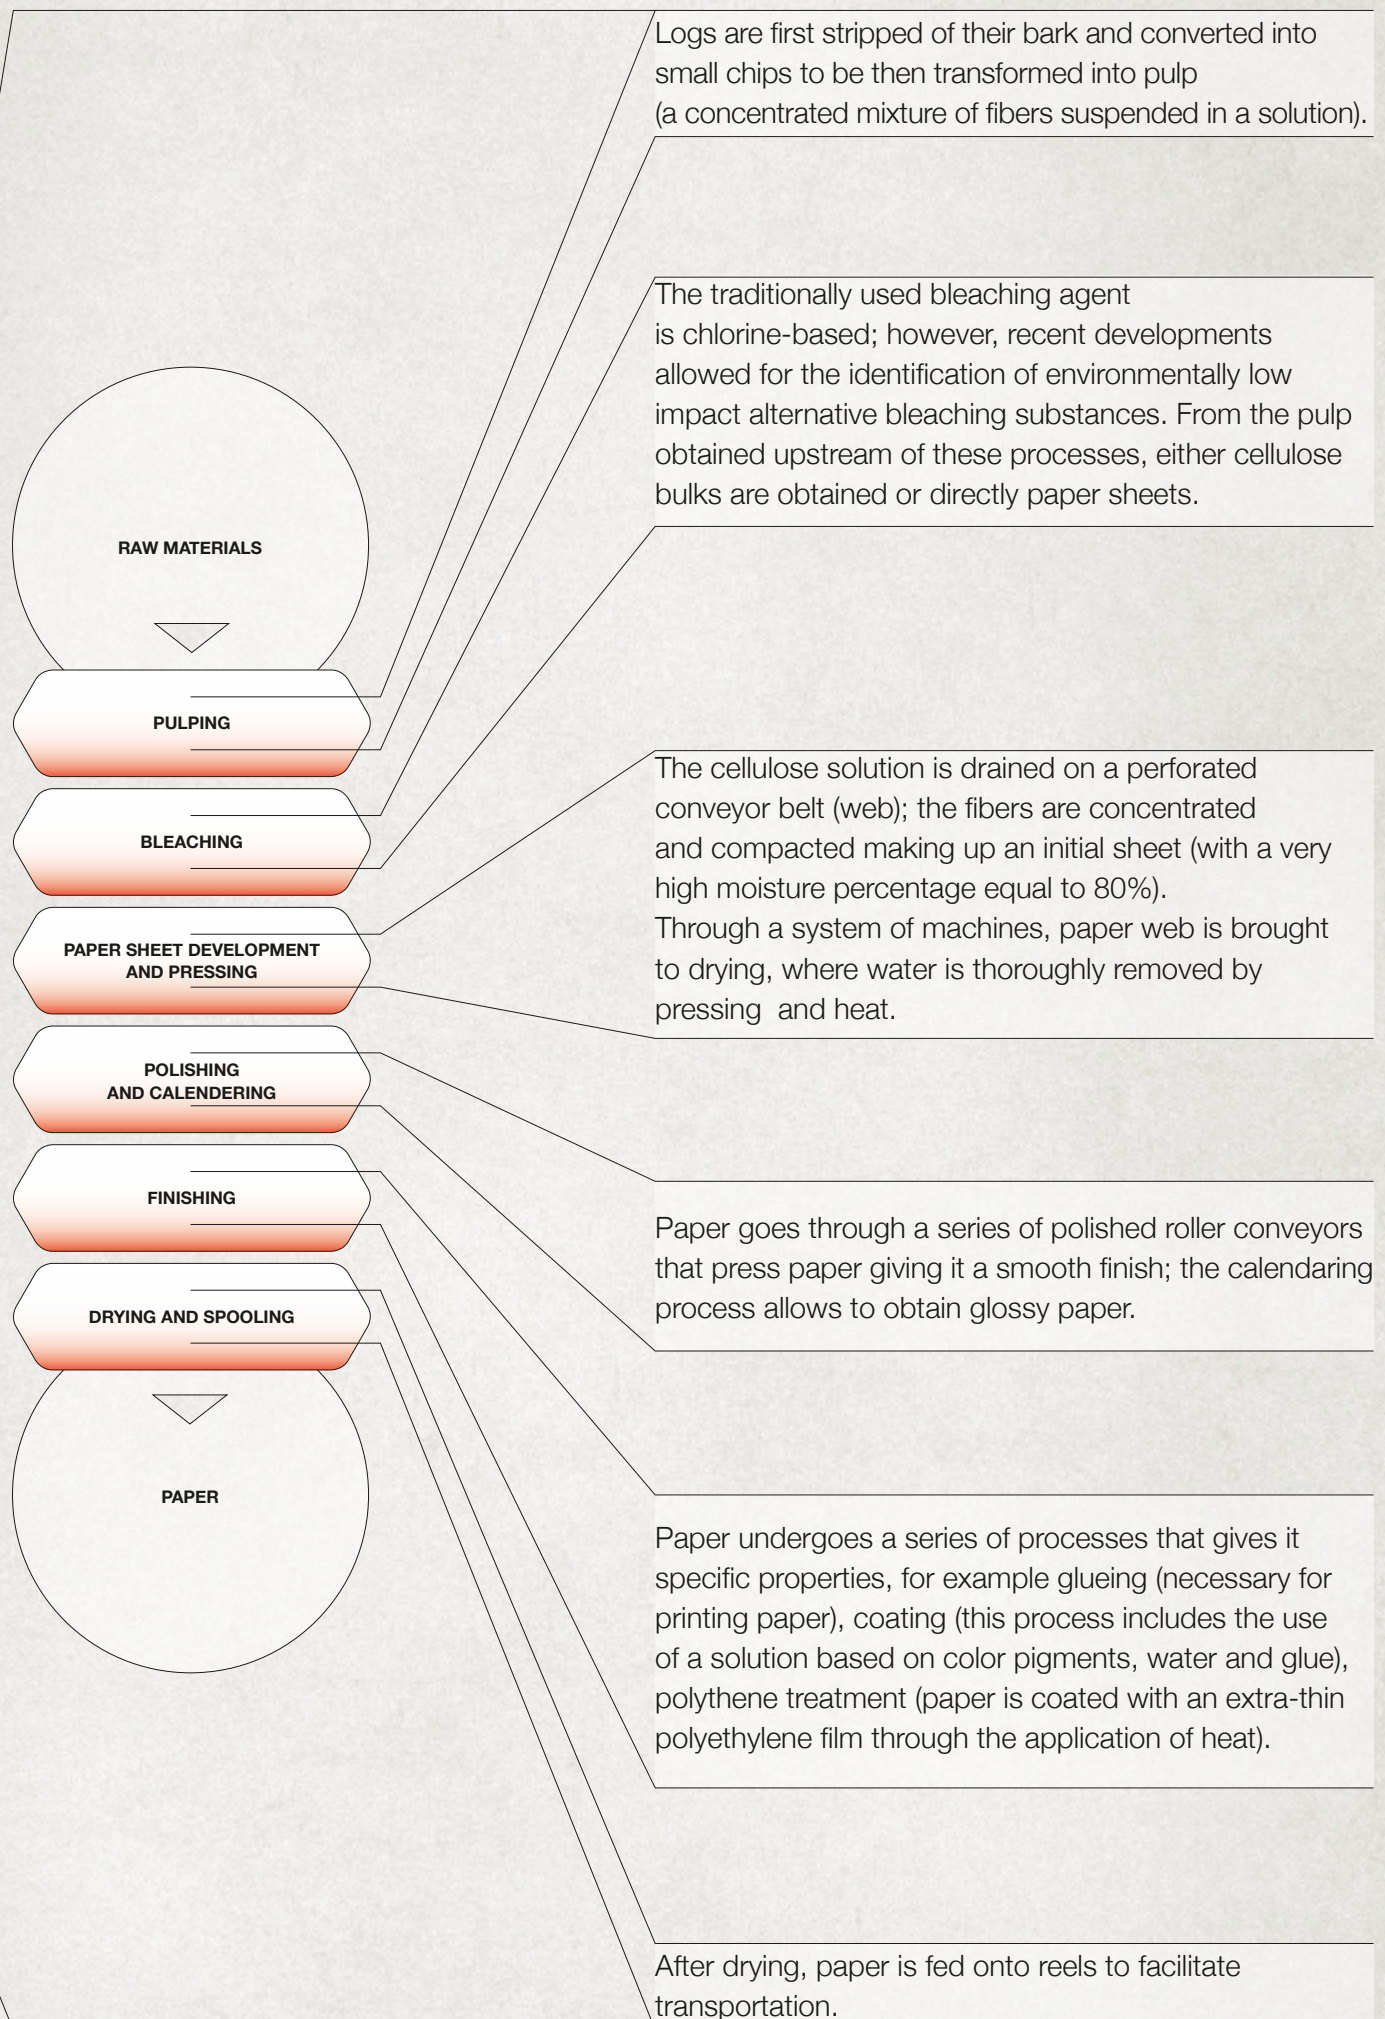 Logs are first stripped of their bark and converted into
small chips to be then transformed into pulp
(a concentrated mixture of fibers suspended in a solution).
The traditionally used bleaching agent
is chlorine-based; however, recent developments
allowed for the identification of environmentally low
impact alternative bleaching substances. From the pulp
obtained upstream of these processes, either cellulose
bulks are obtained or directly paper sheets.
RAW MATERIALS
PULPING
BLEACHING
PAPER SHEET DEVELOPMENT
AND PRESSING
POLISHING
AND CALENDERING
FINISHING
DRYING AND SPOOLING
PAPER
The cellulose solution is drained on a perforated
conveyor belt (web); the fibers are concentrated
and compacted making up an initial sheet (with a very
high moisture percentage equal to 80%).
Through a system of machines, paper web is brought
to drying, where water is thoroughly removed by
pressing  and heat.
Paper goes through a series of polished roller conveyors
that press paper giving it a smooth finish; the calendaring
process allows to obtain glossy paper.
Paper undergoes a series of processes that gives it
specific properties, for example glueing (necessary for
printing paper), coating (this process includes the use
of a solution based on color pigments, water and glue),
polythene treatment (paper is coated with an extra-thin
polyethylene film through the application of heat).
After drying, paper is fed onto reels to facilitate
transportation.